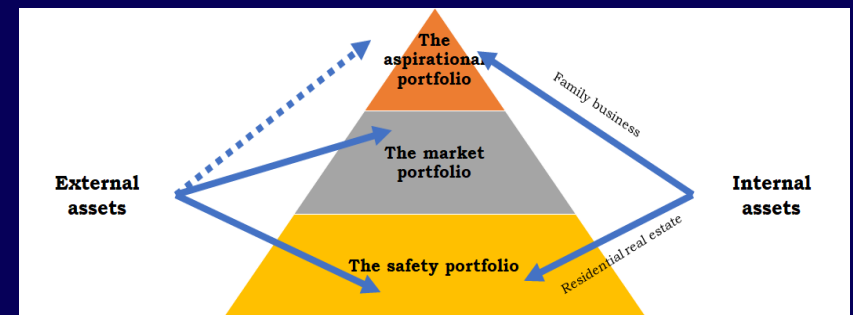 The
aspirational
portfolio
Family business
The market
portfolio
External
assets
Internal
assets
The safety portfolio
Residential real estate